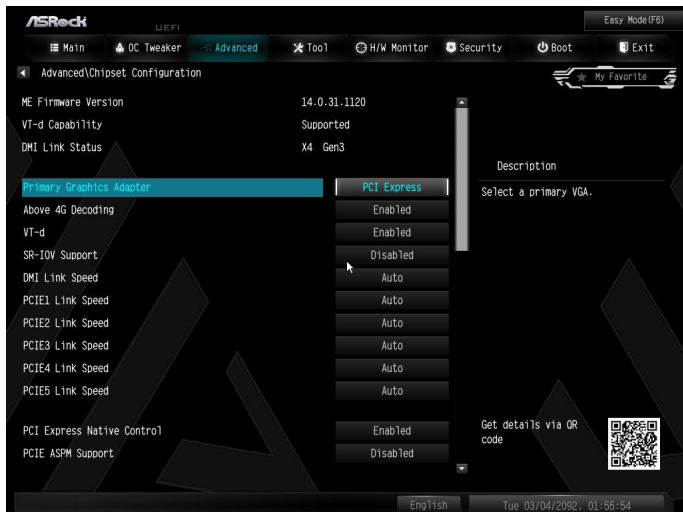 ASRock UEFI Easy Mode(F6)
Main OC Tweaker Advanced Tool H/W Monitor Security Boot Exit
Advanced\Chipset Configuration My Favorite
ME Firmware Version 14.0.31.1120
VT-d Capability Supported
DMI Link Status X4 Gen3
Description
Primary Graphics Adapter PCI Express Select a primary VGA.
Above 4G Decoding Enabled
VT-d Enabled
SR-IOV Support Disabled
DMI Link Speed Auto
PCIE1 Link Speed Auto
PCIE2 Link Speed Auto
PCIE3 Link Speed Auto
PCIE4 Link Speed Auto
PCIE5 Link Speed Auto
PCI Express Native Control Enabled Get details via QR
code
PCIE ASPM Support Disabled
English Tue 03/04/2092. 01:55:54